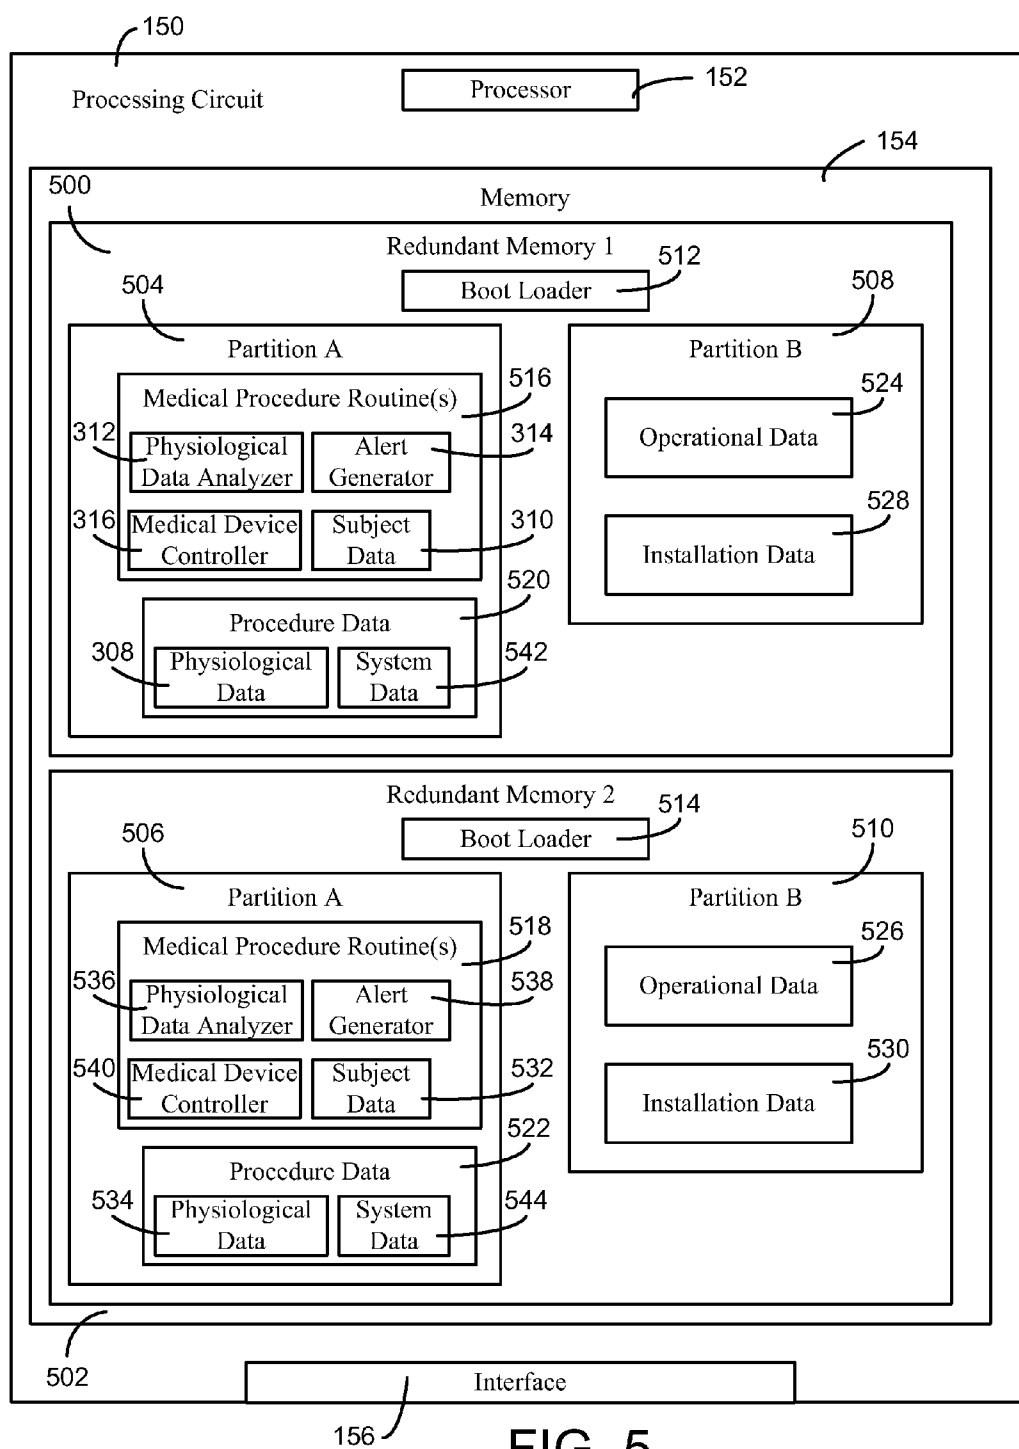 150
Processing Circuit
Processor
152
154
500
Memory
Redundant Memory 1
512
Boot Loader
504
508
Partition A
Partition B
Medical Procedure Routine(s)
516
524
312
Physiological
Data Analyzer
Alert
Generator
314
Operational Data
316
Medical Device
Controller
Subject
Data
310
528
Installation Data
520
Procedure Data
308
Physiological
Data
System
Data
542
Redundant Memory 2
514
Boot Loader
506
510
Partition A
Partition B
Medical Procedure Routine(s)
518
526
536
Physiological
Data Analyzer
Alert
Generator
538
Operational Data
540
Medical Device
Controller
Subject
Data
532
530
Installation Data
522
Procedure Data
534
Physiological
Data
System
Data
544
502
Interface
156
FIG. 5